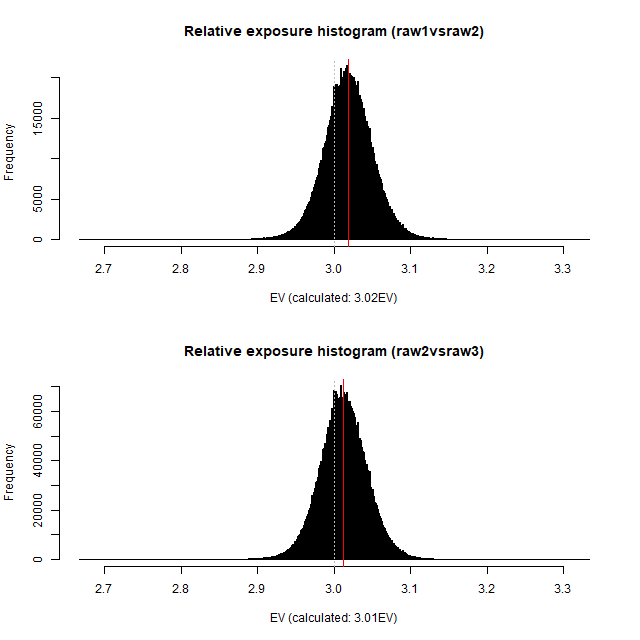 Relative exposure histogram (raw1vsraw2)
Frequency
15000
5000
0
2.7 2.8 2.9 3.0 3.1 3.2 3.3
EV (calculated: 3.02EV)
Relative exposure histogram (raw2vsraw3)
Frequency
60000
40000
20000
0
2.7 2.8 2.9 3.0 3.1 3.2 3.3
EV (calculated: 3.01EV)